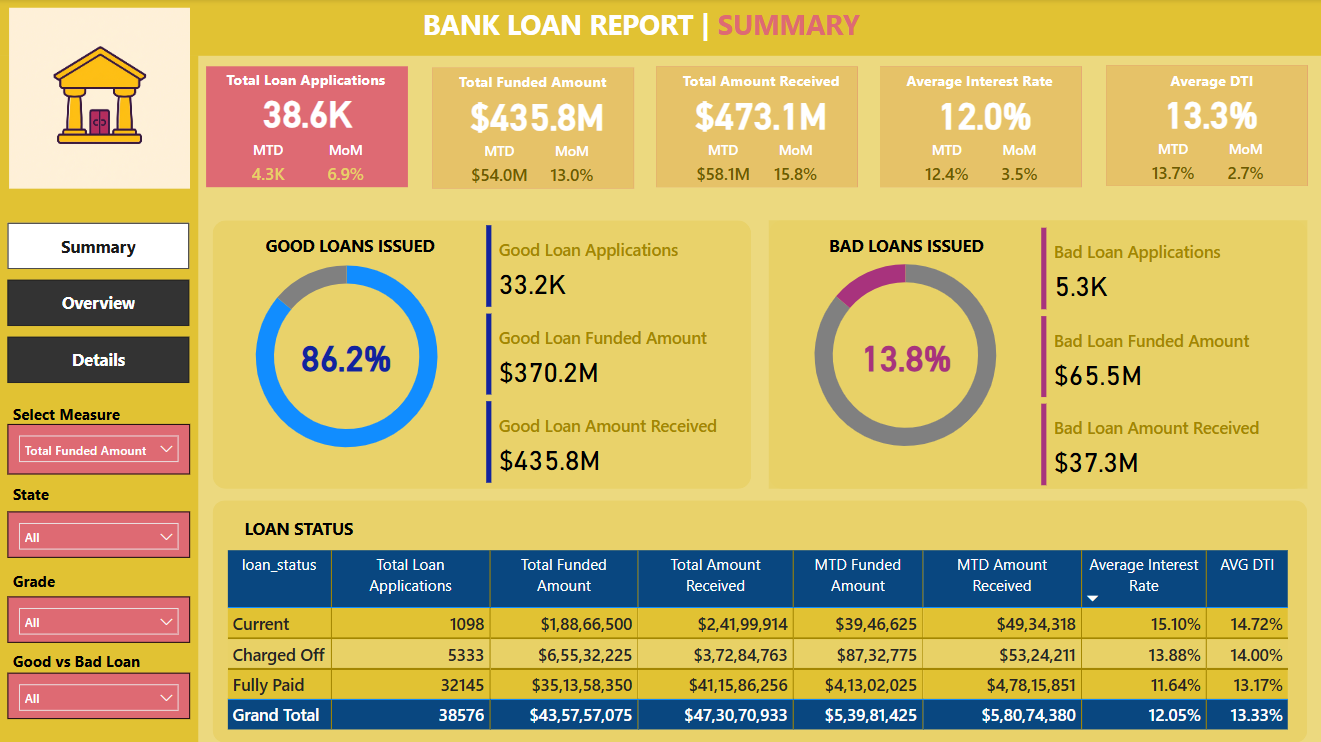 BANK LOAN REPORT | SUMMARY
Total Loan Applications
38.6K
MTD MoM
4.3K 6.9%
Total Funded Amount
$435.8M
MTD MoM
$54.0M 13.0%
Total Amount Received
$473.1M
MTD MoM
$58.1M 15.8%
Average Interest Rate
12.0%
MTD MoM
12.4% 3.5%
Average DTI
13.3%
MTD MoM
13.7% 2.7%
Summary
Overview
Details
Select Measure
Total Funded Amount
State
All
Grade
All
Good vs Bad Loan
All
GOOD LOANS ISSUED
86.2%
Good Loan Applications
33.2K
Good Loan Funded Amount
$370.2M
Good Loan Amount Received
$435.8M
BAD LOANS ISSUED
13.8%
Bad Loan Applications
5.3K
Bad Loan Funded Amount
$65.5M
Bad Loan Amount Received
$37.3M
LOAN STATUS
loan_status Total Loan Applications Total Funded Amount Total Amount Received MTD Funded Amount MTD Amount Received Average Interest Rate AVG DTI
Current 1098 $1,88,66,500 $2,41,99,914 $39,46,625 $49,34,318 15.10% 14.72%
Charged Off 5333 $6,55,32,225 $3,72,84,763 $87,32,775 $53,24,211 13.88% 14.00%
Fully Paid 32145 $35,13,58,350 $41,15,86,256 $4,13,02,025 $4,78,15,851 11.64% 13.17%
Grand Total 38576 $43,57,57,075 $47,30,70,933 $5,39,81,425 $5,80,74,380 12.05% 13.33%